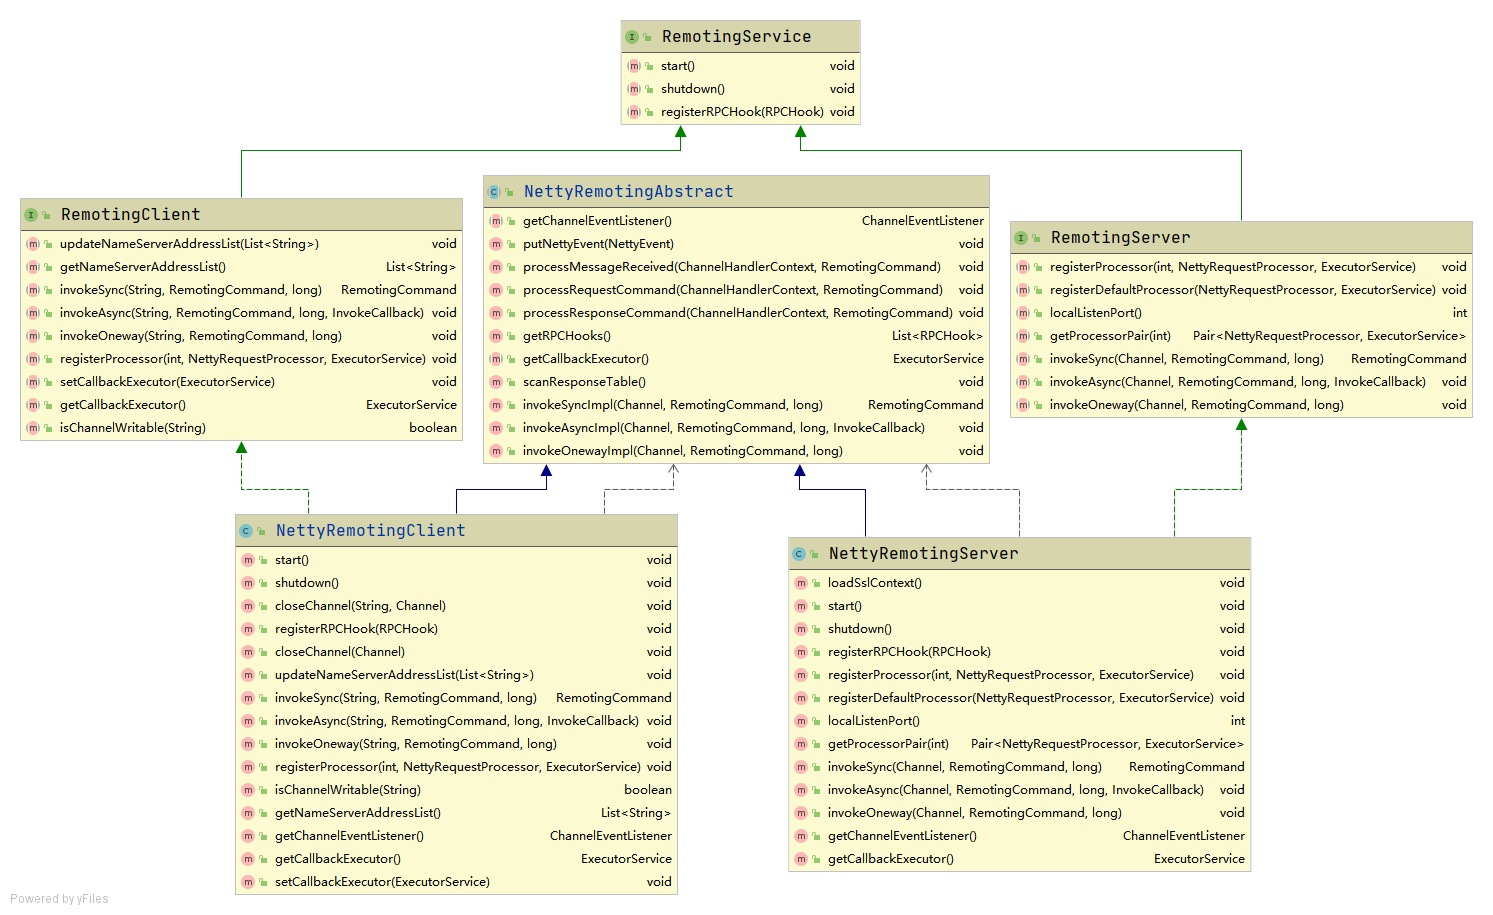 RemotingService
start() void
shutdown() void
registerRPCHook(RPCHook) void
RemotingClient
updateNameServerAddressList(List<String>) void
getNameServerAddressList() List<String>
invokeSync(String, RemotingCommand, long) RemotingCommand
invokeAsync(String, RemotingCommand, long, InvokeCallback) void
invokeOneway(String, RemotingCommand, long) void
registerProcessor(int, NettyRequestProcessor, ExecutorService) void
setCallbackExecutor(ExecutorService) void
getCallbackExecutor() ExecutorService
isChannelWritable(String) boolean
NettyRemotingAbstract
getChannelEventListener() ChannelEventListener
putNettyEvent(NettyEvent) void
processMessageReceived(ChannelHandlerContext, RemotingCommand) void
processRequestCommand(ChannelHandlerContext, RemotingCommand) void
processResponseCommand(ChannelHandlerContext, RemotingCommand) void
getRPCHooks() List<RPCHook>
getCallbackExecutor() ExecutorService
scanResponseTable() void
invokeSyncImpl(Channel, RemotingCommand, long) RemotingCommand
invokeAsyncImpl(Channel, RemotingCommand, long, InvokeCallback) void
invokeOnewayImpl(Channel, RemotingCommand, long) void
RemotingServer
registerProcessor(int, NettyRequestProcessor, ExecutorService) void
registerDefaultProcessor(NettyRequestProcessor, ExecutorService) void
localListenPort() int
getProcessorPair(int) Pair<NettyRequestProcessor, ExecutorService>
invokeSync(Channel, RemotingCommand, long) RemotingCommand
invokeAsync(Channel, RemotingCommand, long, InvokeCallback) void
invokeOneway(Channel, RemotingCommand, long) void
NettyRemotingClient
start() void
shutdown() void
closeChannel(String, Channel) void
registerRPCHook(RPCHook) void
closeChannel(Channel) void
updateNameServerAddressList(List<String>) void
invokeSync(String, RemotingCommand, long) RemotingCommand
invokeAsync(String, RemotingCommand, long, InvokeCallback) void
invokeOneway(String, RemotingCommand, long) void
registerProcessor(int, NettyRequestProcessor, ExecutorService) void
isChannelWritable(String) boolean
getNameServerAddressList() List<String>
getChannelEventListener() ChannelEventListener
getCallbackExecutor() ExecutorService
setCallbackExecutor(ExecutorService) void
NettyRemotingServer
loadSslContext() void
start() void
shutdown() void
registerRPCHook(RPCHook) void
registerProcessor(int, NettyRequestProcessor, ExecutorService) void
registerDefaultProcessor(NettyRequestProcessor, ExecutorService) void
localListenPort() int
getProcessorPair(int) Pair<NettyRequestProcessor, ExecutorService>
invokeSync(Channel, RemotingCommand, long) RemotingCommand
invokeAsync(Channel, RemotingCommand, long, InvokeCallback) void
invokeOneway(Channel, RemotingCommand, long) void
getChannelEventListener() ChannelEventListener
getCallbackExecutor() ExecutorService
Powered by yFiles